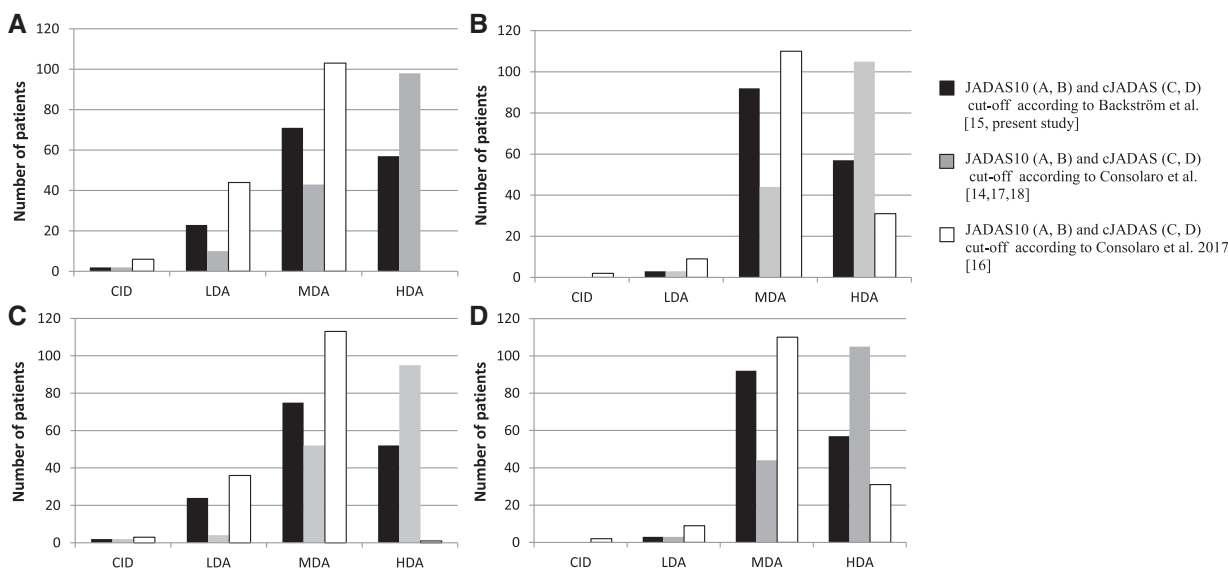 A
Number of patients
120
100
80
60
40
20
0
CID LDA MDA HDA
B
Number of patients
120
100
80
60
40
20
0
CID LDA MDA HDA
JADAS10 (A, B) and cJADAS (C, D)
cut-off according to Backström et al.
[15, present study]
JADAS10 (A, B) and cJADAS (C, D)
cut-off according to Consolaro et al.
[14,17,18]
JADAS10 (A, B) and cJADAS (C, D)
cut-off according to Consolaro et al. 2017
[16]
C
Number of patients
120
100
80
60
40
20
0
CID LDA MDA HDA
D
Number of patients
120
100
80
60
40
20
0
CID LDA MDA HDA